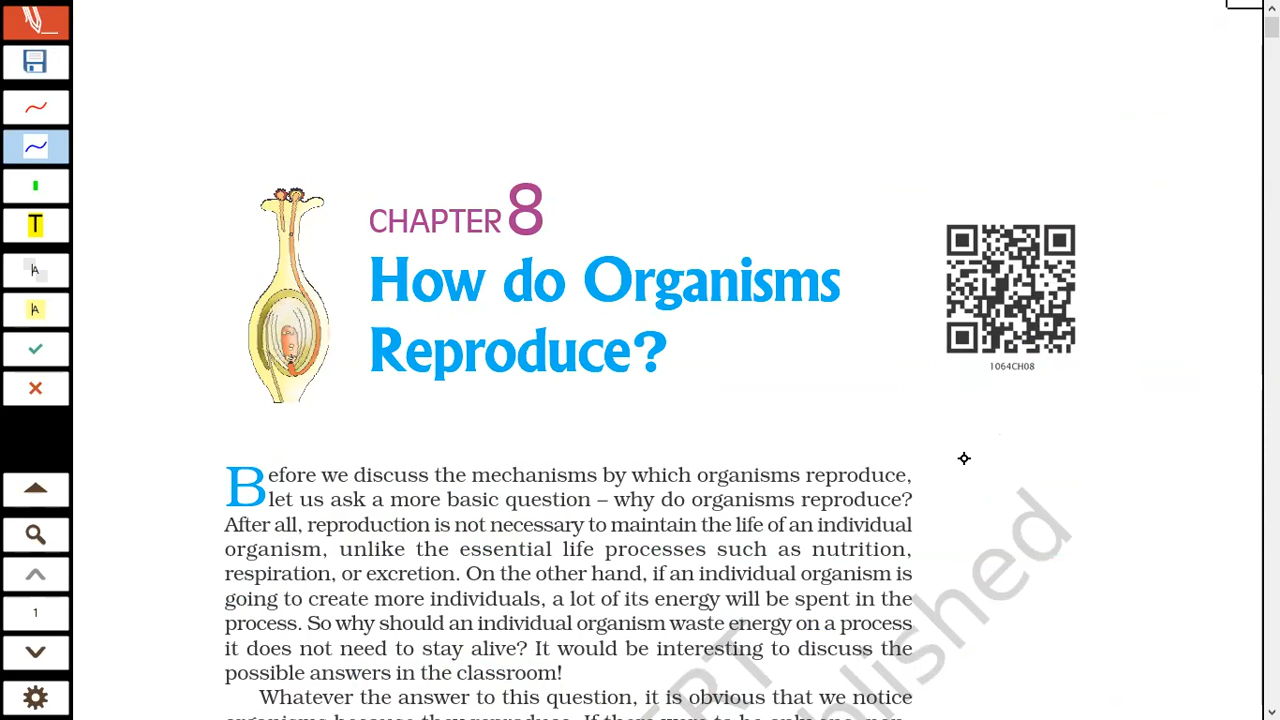 CHAPTER 8
How do Organisms
Reproduce?
1064CH08
Before we discuss the mechanisms by which organisms reproduce,
let us ask a more basic question – why do organisms reproduce?
After all, reproduction is not necessary to maintain the life of an individual
organism, unlike the essential life processes such as nutrition,
respiration, or excretion. On the other hand, if an individual organism is
going to create more individuals, a lot of its energy will be spent in the
process. So why should an individual organism waste energy on a process
it does not need to stay alive? It would be interesting to discuss the
possible answers in the classroom!
Whatever the answer to this question, it is obvious that we notice
T
A
A
1